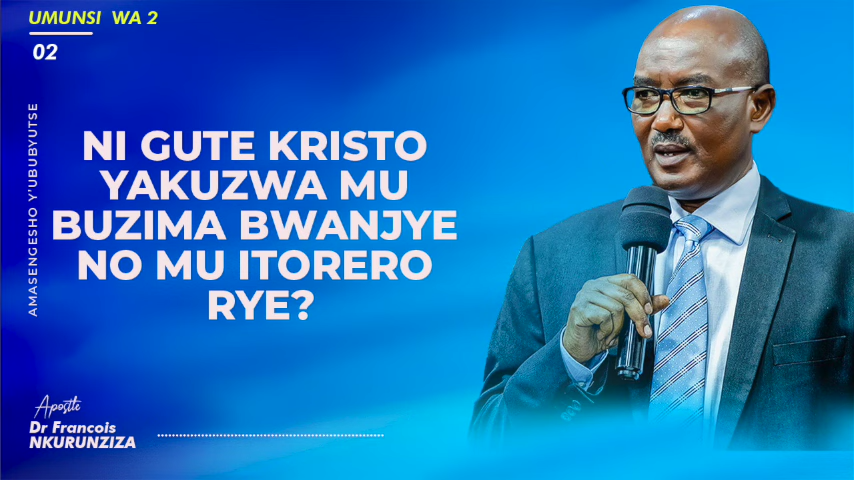 UMUNSI WA 2
02
AMASENGESHO Y'UBUBYUTSE
NI GUTE KRISTO
YAKUZWA MU
BUZIMA BWANJYE
NO MU ITORERO
RYE?
Apostle
Dr Francois
NKURUNZIZA